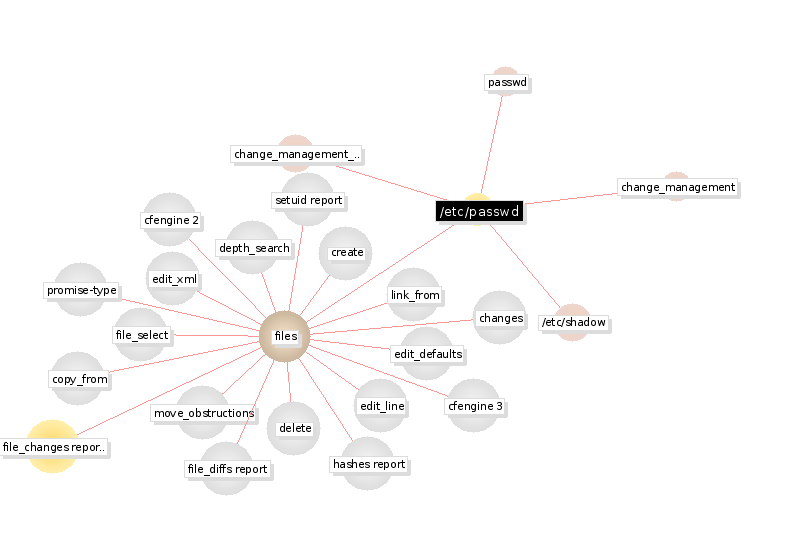 passwd
change_management_..
change_management
setuid report
/etc/passwd
cfengine 2
depth_search
create
edit_xml
promise-type
link_from
changes
/etc/shadow
file_select
files
edit_defaults
copy_from
edit_line
cfengine 3
move_obstructions
delete
file_changes repor..
hashes report
file_diffs report